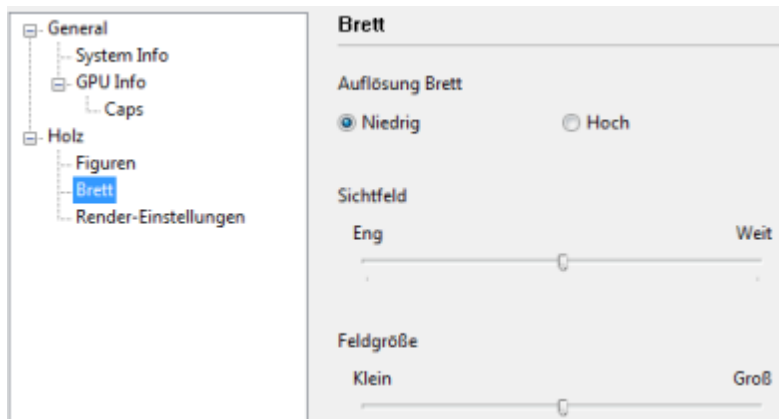 General
System Info
GPU Info
Caps
Holz
Figuren
Brett
Render-Einstellungen
Brett
Auflösung Brett
Niedrig Hoch
Sichtfeld
Eng Weit
Feldgröße
Klein Groß